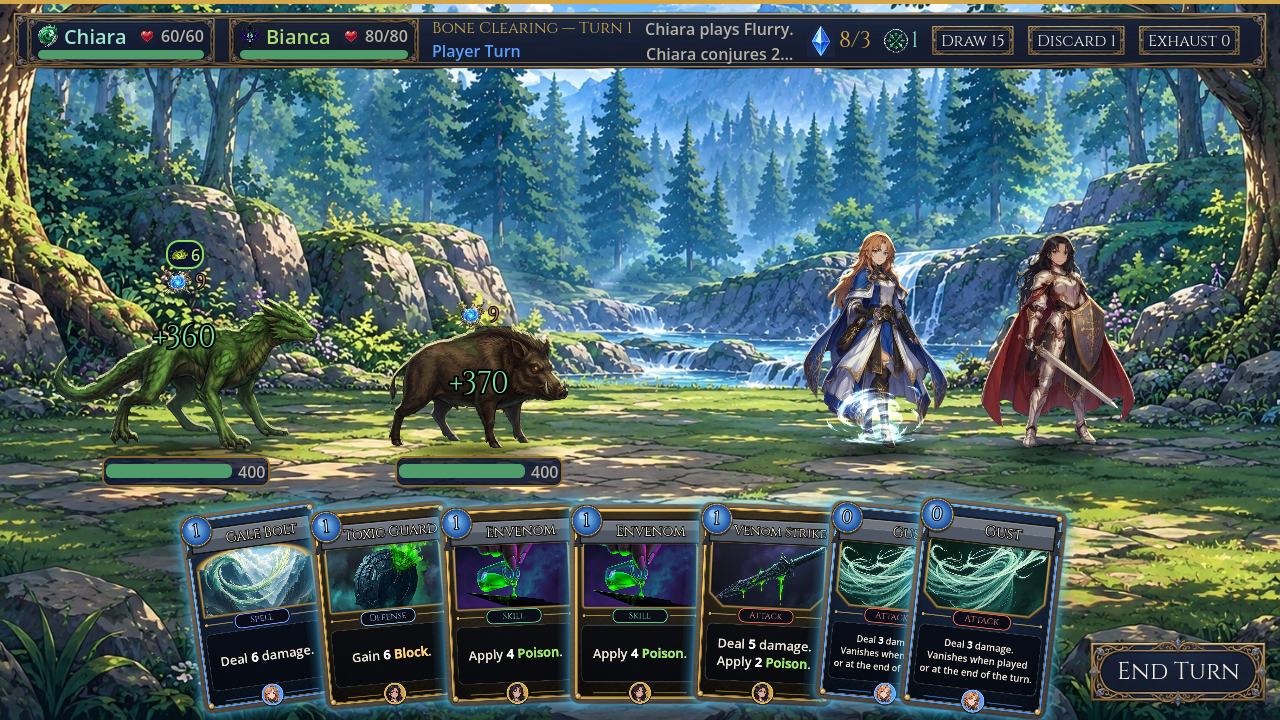 Chiara 60/60
Bianca 80/80
Bone Clearing — Turn 1
Player Turn
Chiara plays Flurry.
Chiara conjures 2...
8/3
1
Draw 15
Discard 1
Exhaust 0
6
9
+360
9
+370
400
400
1
Gale Bolt
Spell
Deal 6 damage.
1
Toxic Guard
Defense
Gain 6 Block.
1
Envenom
Skill
Apply 4 Poison.
1
Envenom
Skill
Apply 4 Poison.
1
Venom Strike
Attack
Deal 5 damage.
Apply 2 Poison.
0
Gu
Attack
Deal 3 dam
Vanishes when
or at the end of
0
Gust
Attack
Deal 3 damage.
Vanishes when played
or at the end of the turn.
End Turn